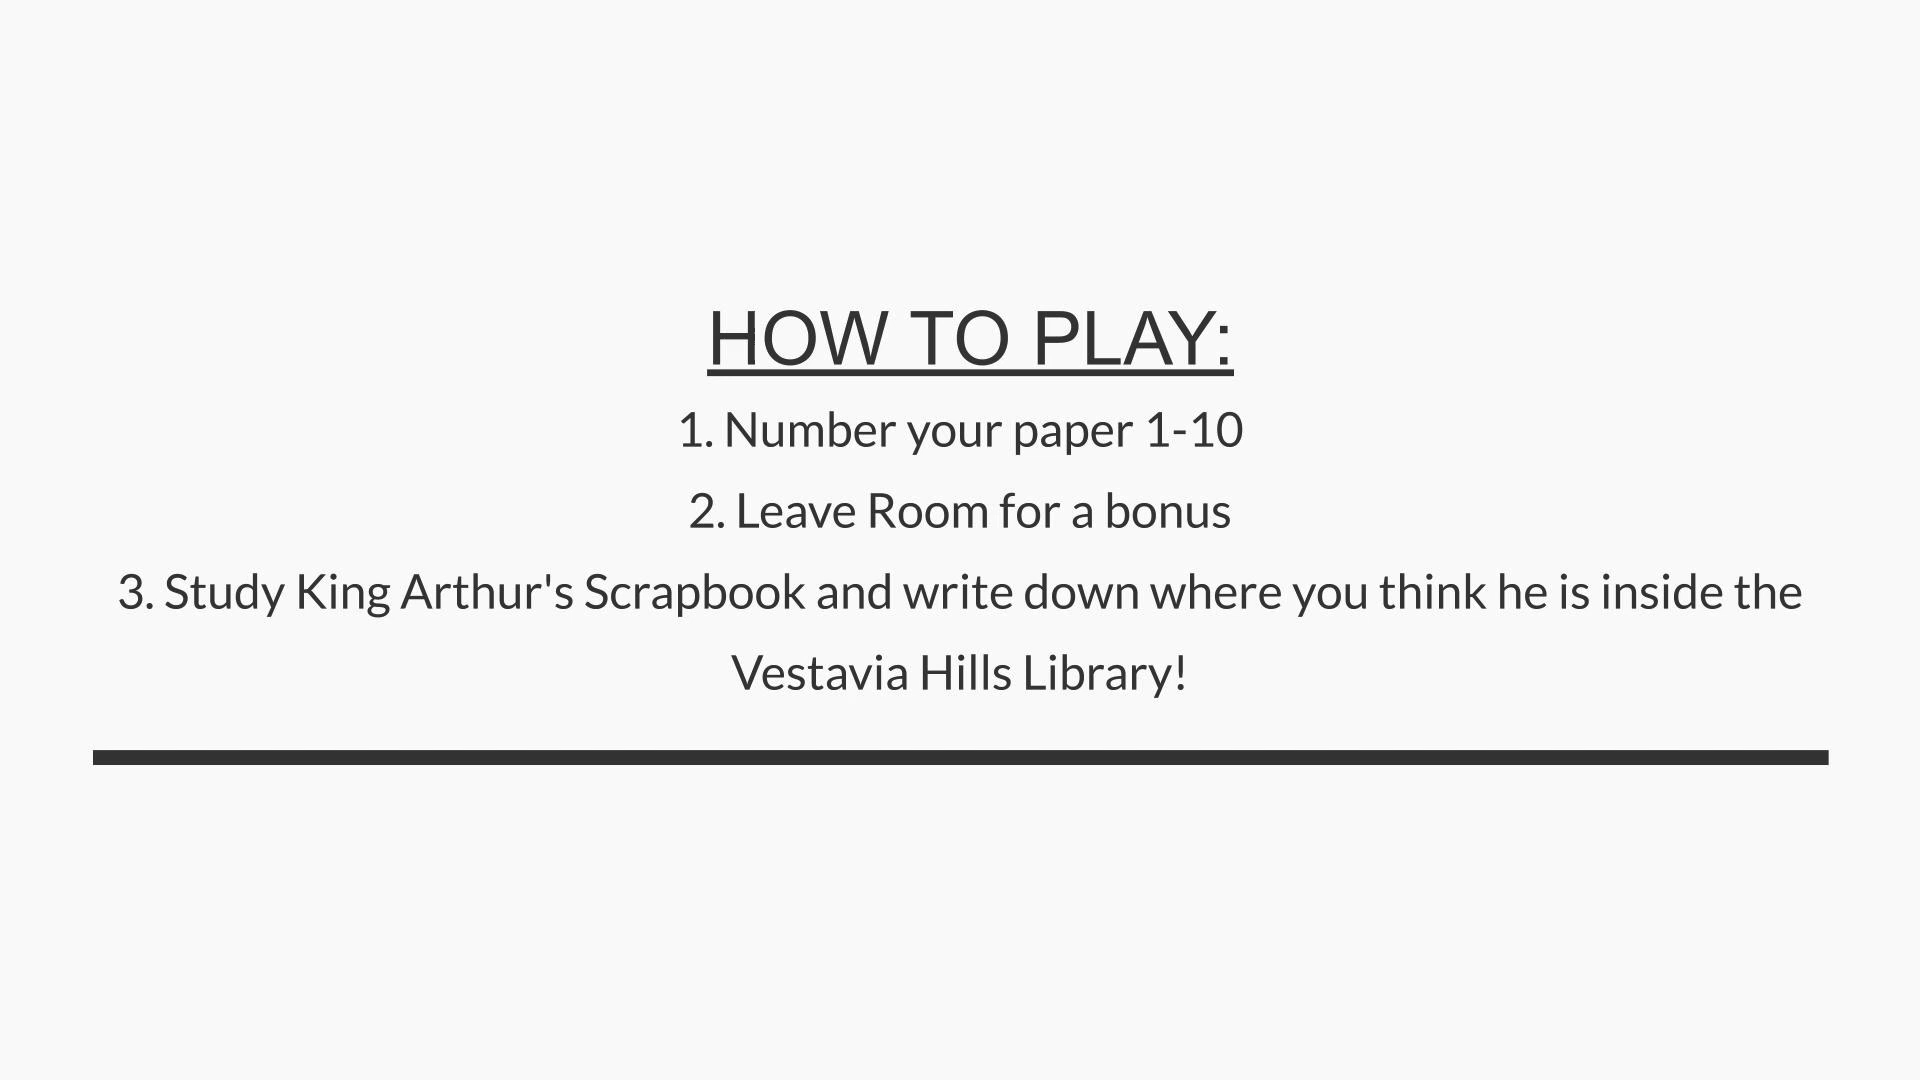 HOW TO PLAY:
1. Number your paper 1-10
2. Leave Room for a bonus
3. Study King Arthur's Scrapbook and write down where you think he is inside the
Vestavia Hills Library!